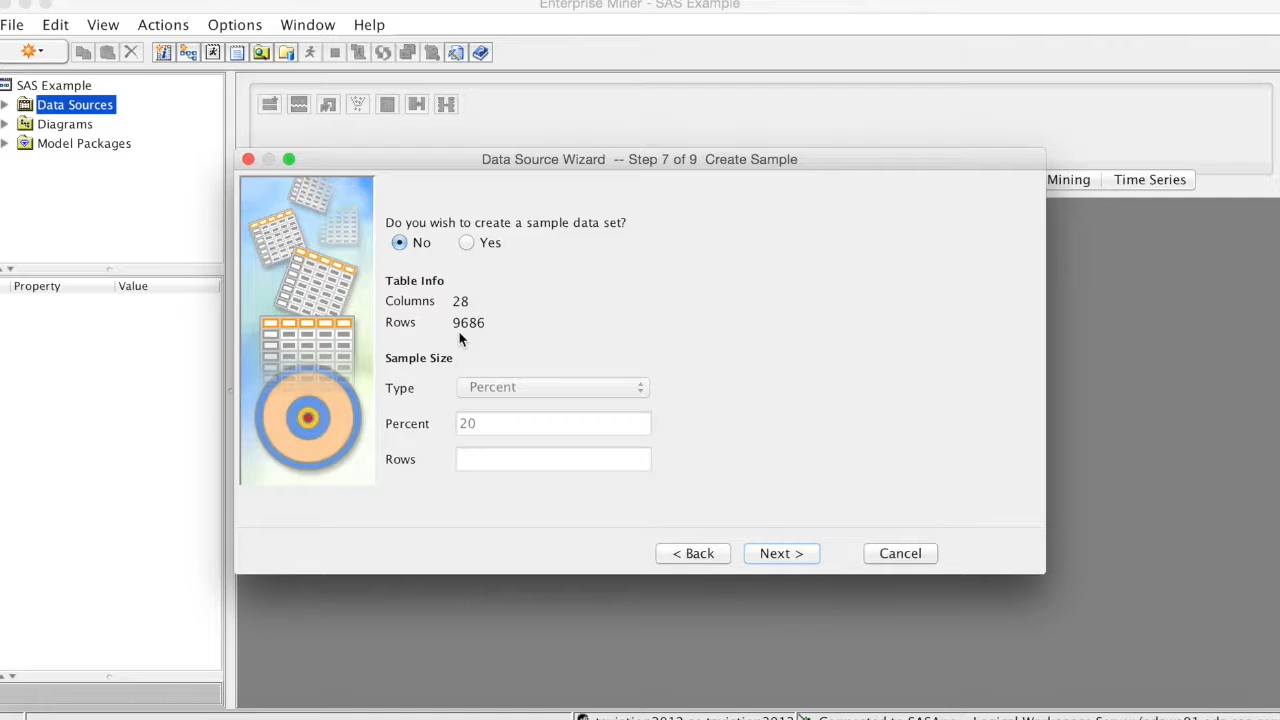 Enterprise Miner - SAS Example
File Edit View Actions Options Window Help
SAS Example
Data Sources
Diagrams
Model Packages
Data Source Wizard -- Step 7 of 9 Create Sample
Mining Time Series
Do you wish to create a sample data set?
No Yes
Property Value
Table Info
Columns 28
Rows 9686
Sample Size
Type Percent
Percent 20
Rows
< Back Next > Cancel